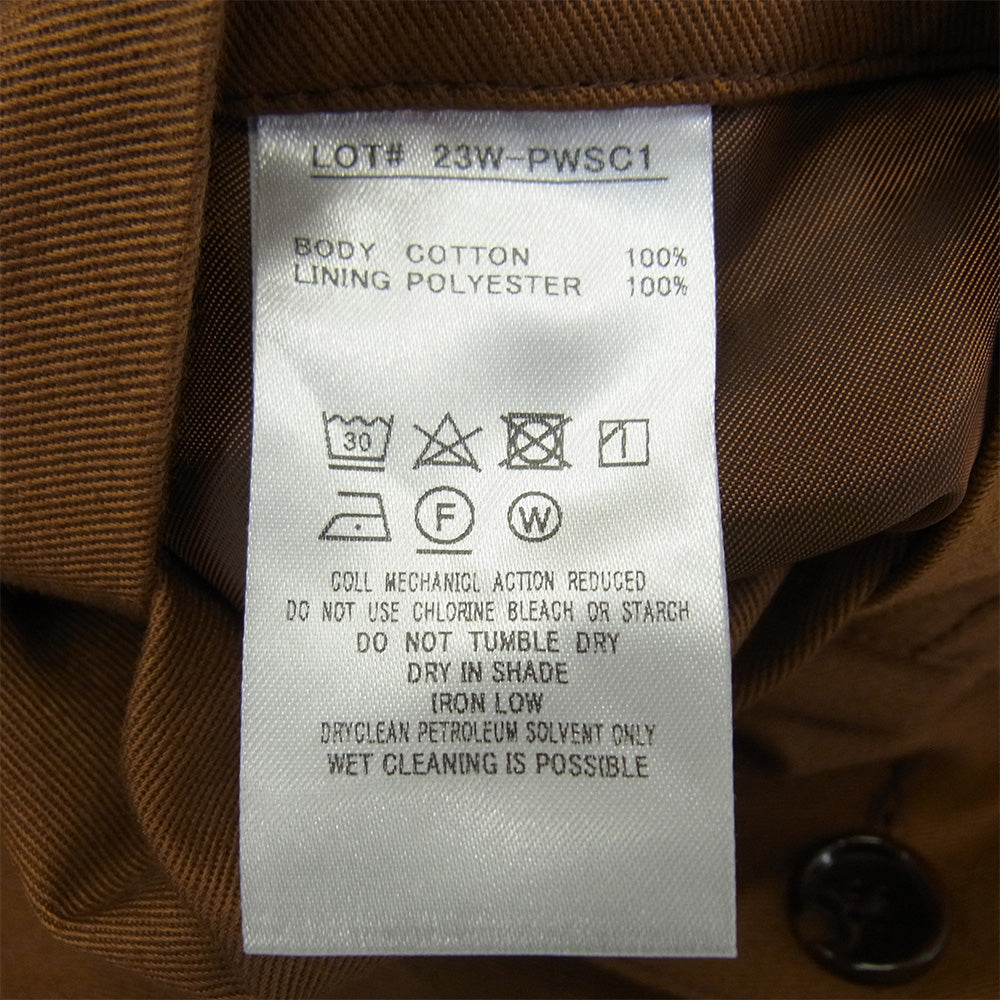 LOT# 23W-PWSC1
BODY COTTON 100%
LINING POLYESTER 100%
30
F W
COLL MECHANICL ACTION REDUCED
DO NOT USE CHLORINE BLEACH OR STARCH
DO NOT TUMBLE DRY
DRY IN SHADE
IRON LOW
DRYCLEAN PETROLEUM SOLVENT ONLY
WET CLEANING IS POSSIBLE